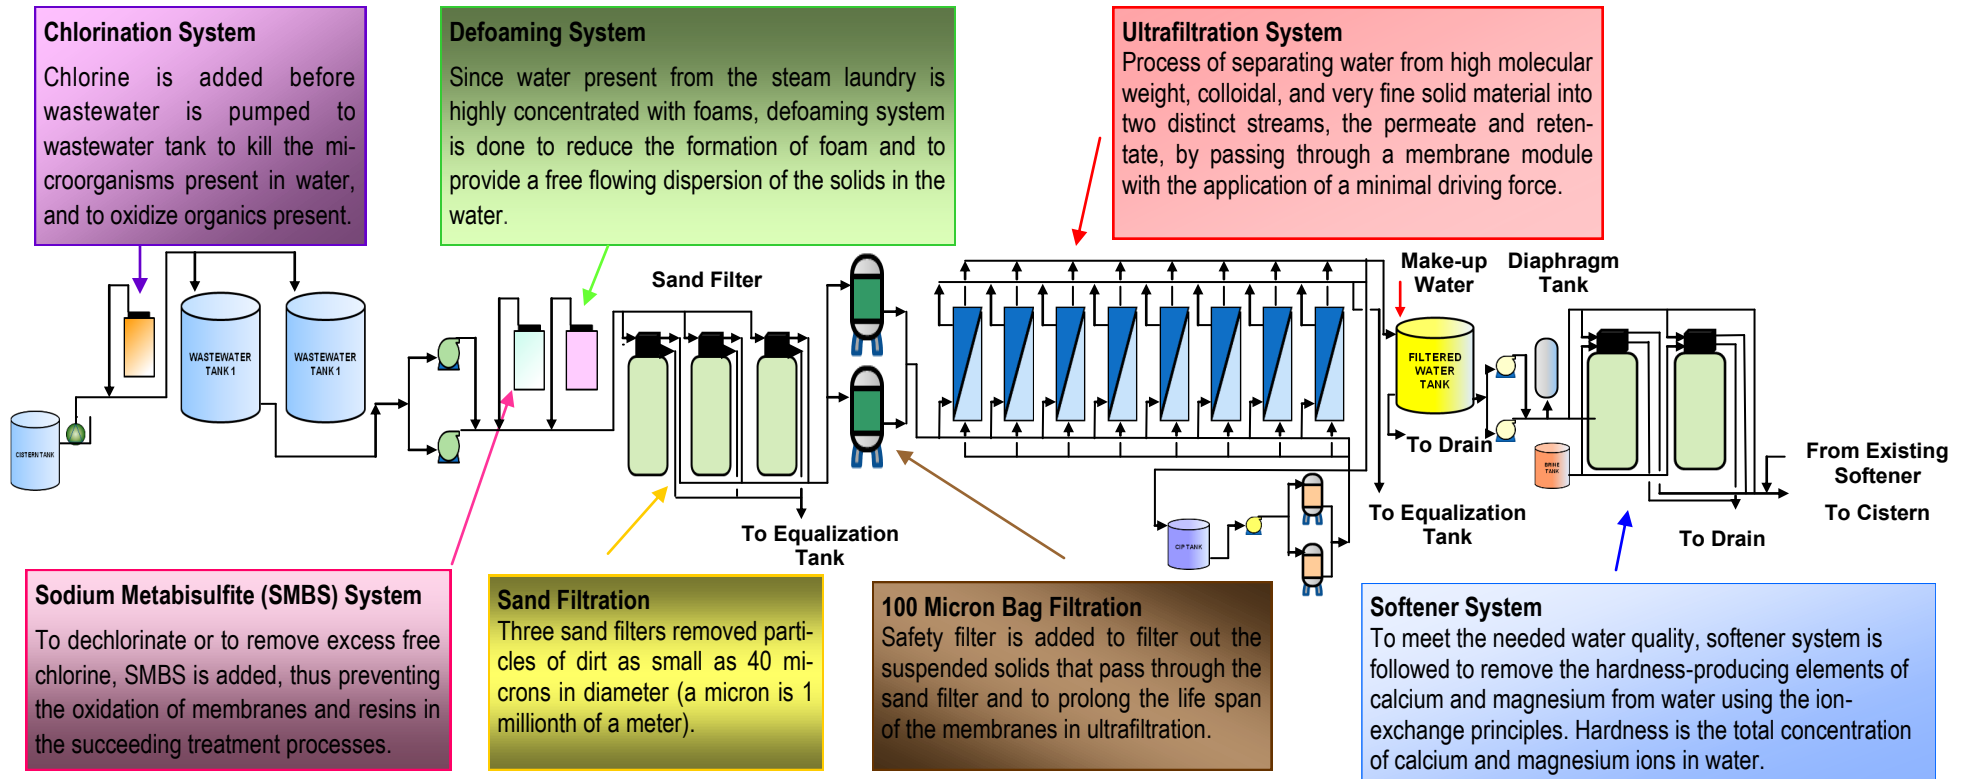 Chlorination System
Chlorine is added before
wastewater is pumped to
wastewater tank to kill the mi-
croorganisms present in water,
and to oxidize organics present.
Defoaming System
Since water present from the steam laundry is
highly concentrated with foams, defoaming system
is done to reduce the formation of foam and to
provide a free flowing dispersion of the solids in the
water.
Ultrafiltration System
Process of separating water from high molecular
weight, colloidal, and very fine solid material into
two distinct streams, the permeate and reten-
tate, by passing through a membrane module
with the application of a minimal driving force.
Sand Filter
Make-up
Water
Diaphragm
Tank
WASTEWATER
TANK 1
WASTEWATER
TANK 1
FILTERED
WATER
TANK
CISTERN TANK
To Drain
BRINE
TANK
From Existing
Softener
To Cistern
To Equalization
Tank
CIP TANK
To Equalization
Tank
To Drain
Sodium Metabisulfite (SMBS) System
To dechlorinate or to remove excess free
chlorine, SMBS is added, thus preventing
the oxidation of membranes and resins in
the succeeding treatment processes.
Sand Filtration
Three sand filters removed parti-
cles of dirt as small as 40 mi-
crons in diameter (a micron is 1
millionth of a meter).
100 Micron Bag Filtration
Safety filter is added to filter out the
suspended solids that pass through the
sand filter and to prolong the life span
of the membranes in ultrafiltration.
Softener System
To meet the needed water quality, softener system is
followed to remove the hardness-producing elements of
calcium and magnesium from water using the ion-
exchange principles. Hardness is the total concentration
of calcium and magnesium ions in water.